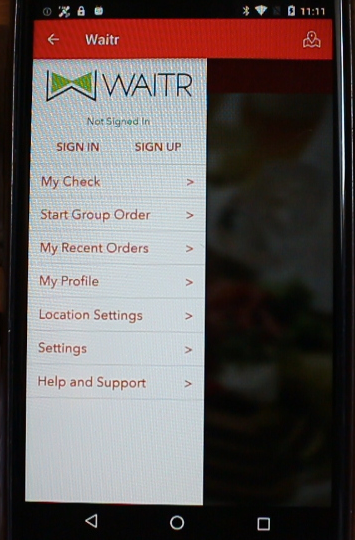 11:11
Waitr
WAITR
Not Signed In
SIGN IN SIGN UP
My Check >
Start Group Order >
My Recent Orders >
My Profile >
Location Settings >
Settings >
Help and Support >